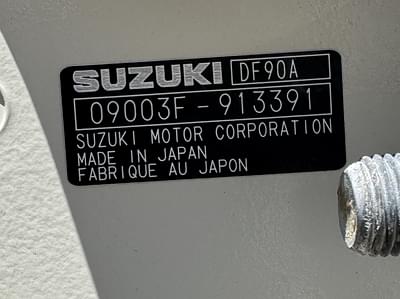 SUZUKI DF90A
09003F-913391
SUZUKI MOTOR CORPORATION
MADE IN JAPAN
FABRIQUE AU JAPON